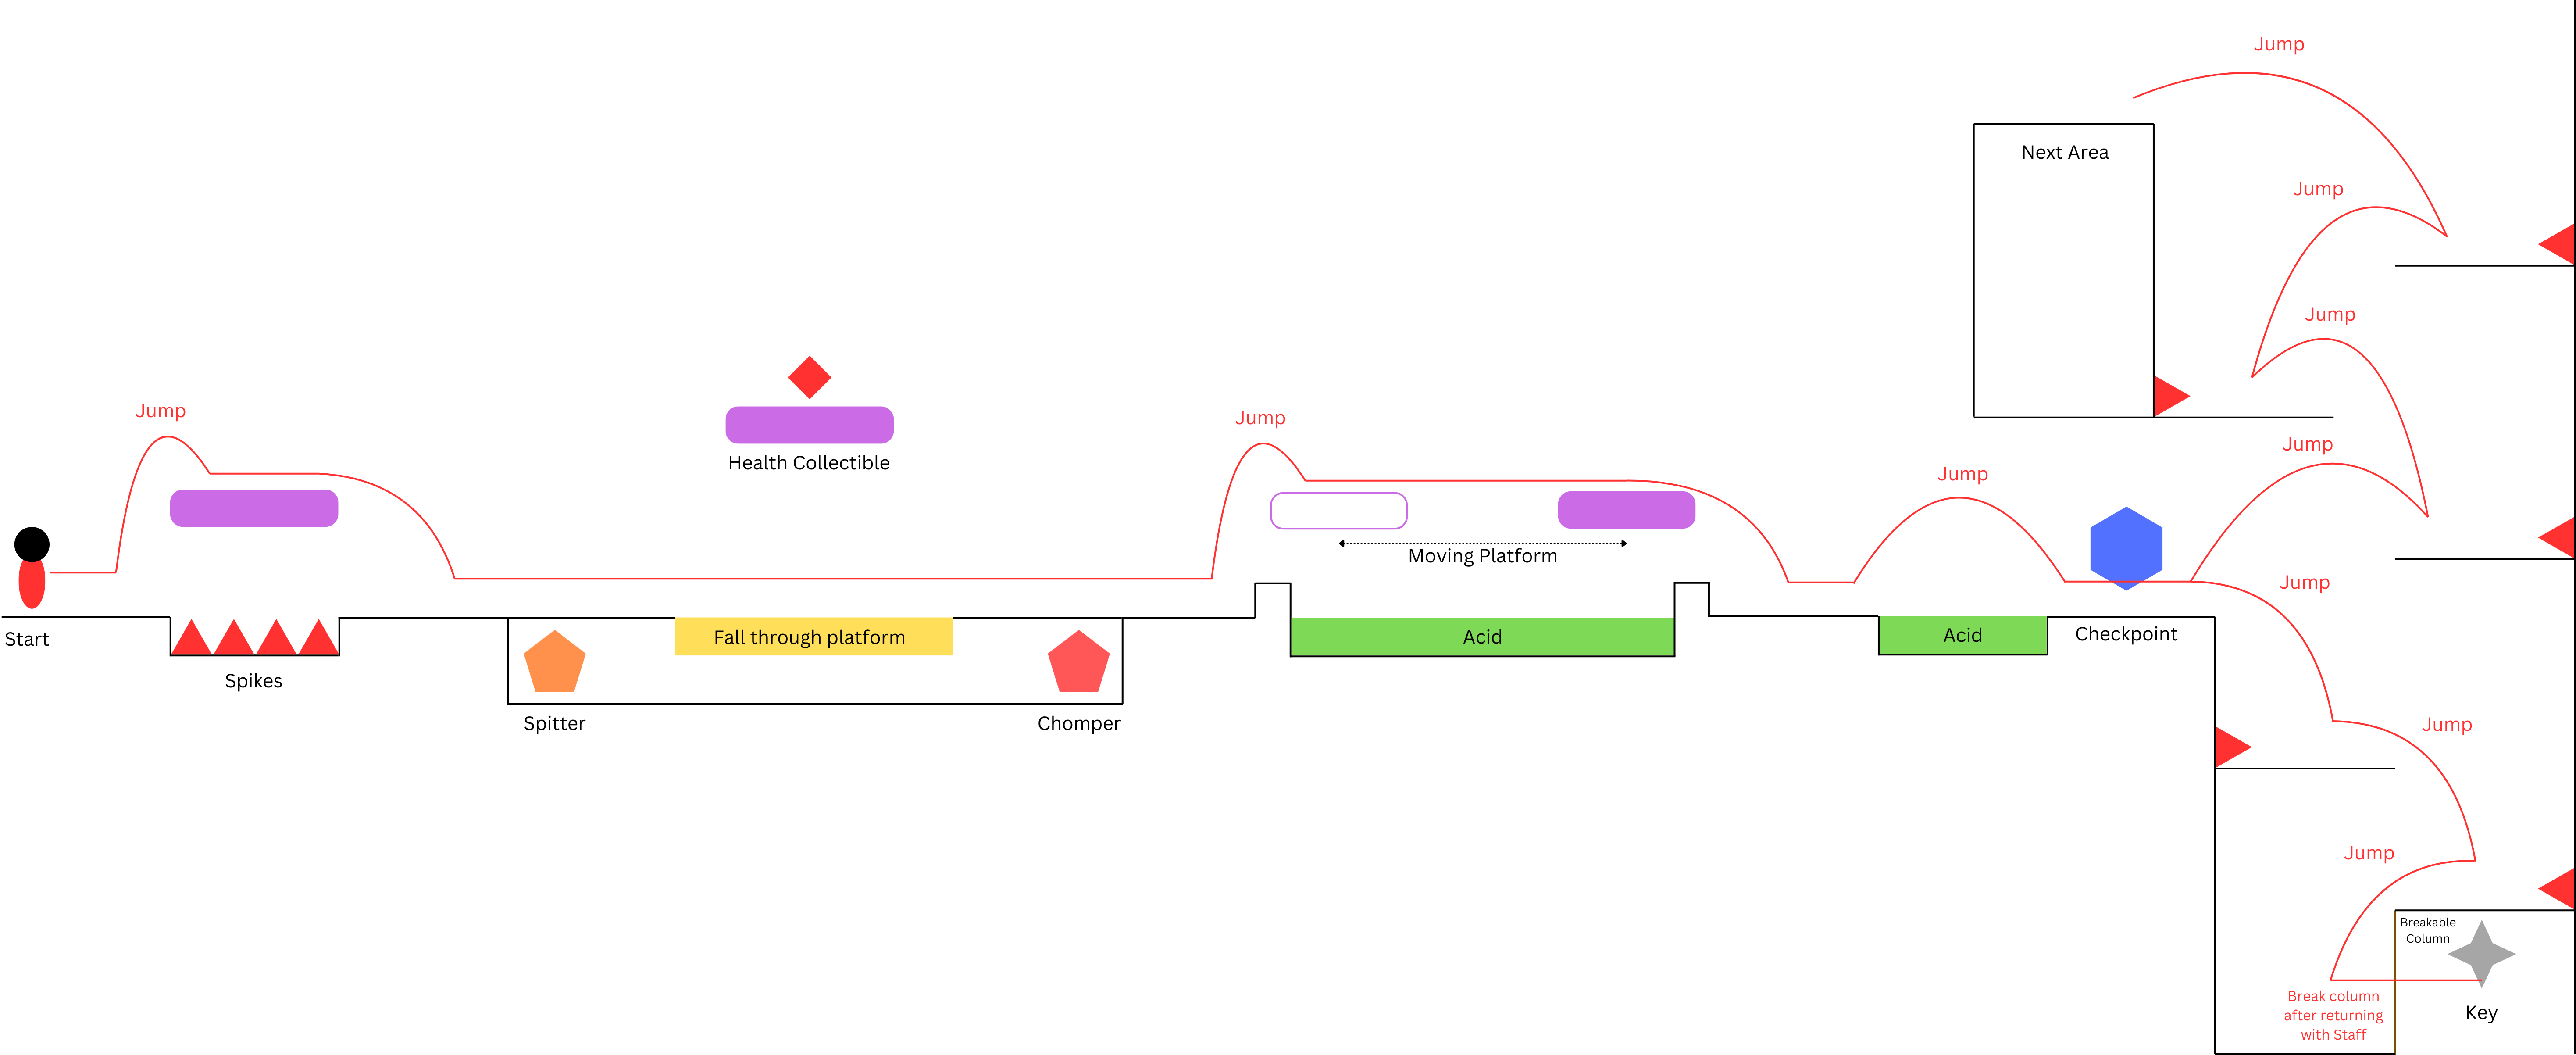 Jump
Next Area
Jump
Jump
Jump
Jump
Jump
Health Collectible
Jump
Moving Platform
Jump
Start
Spikes
Fall through platform
Spitter
Chomper
Acid
Acid
Checkpoint
Jump
Jump
Breakable
Column
Break column
after returning
with Staff
Key